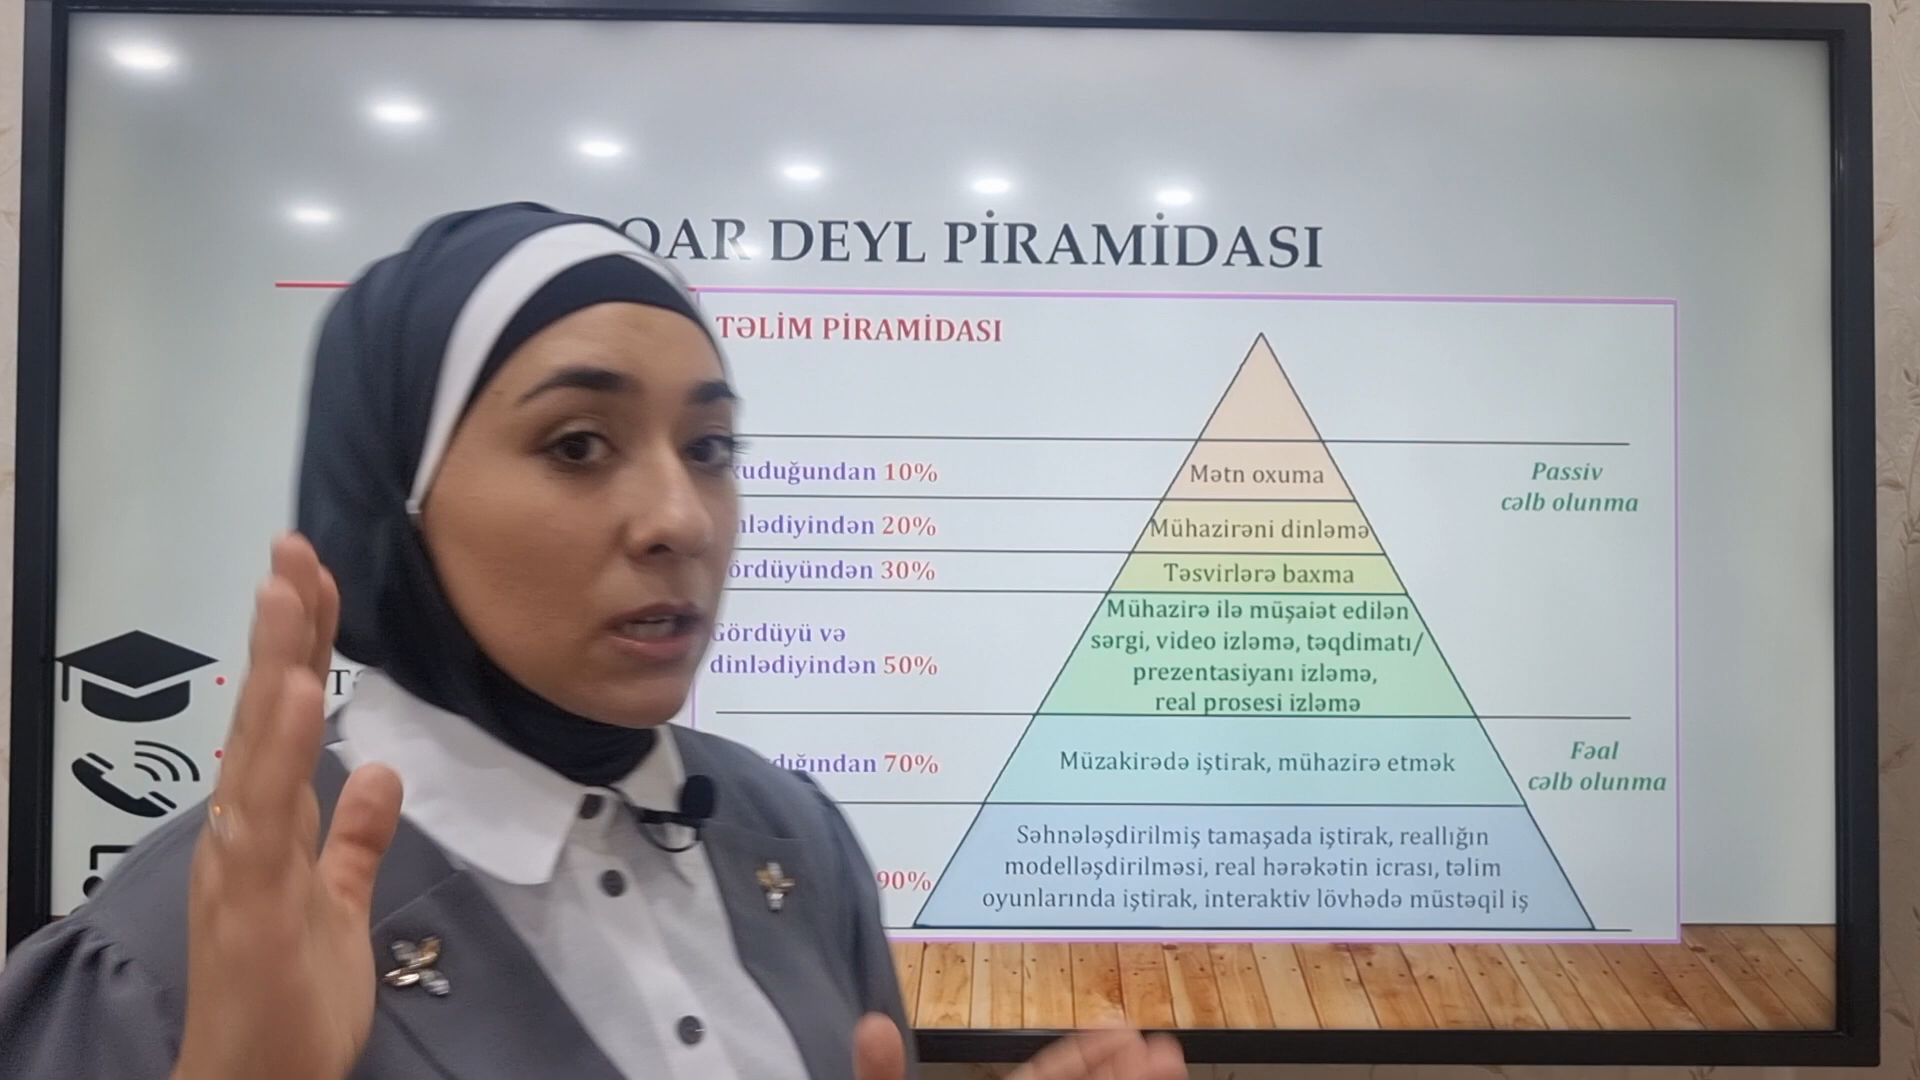 DEYL PİRAMİDASI
TƏLİM PİRAMİDASI
10%
20%
30%
Gördüyü və
dinlədiyindən 50%
70%
90%
Mətn oxuma
Mühazirəni dinləmə
Təsvirlərə baxma
Mühazirə ilə müşaiət edilən
sərgi, video izləmə, təqdimatı/
prezentasiyanı izləmə,
real prosesi izləmə
Müzakirədə iştirak, mühazirə etmək
Səhnələşdirilmiş tamaşada iştirak, reallığın
modelləşdirilməsi, real hərəkətin icrası, təlim
oyunlarında iştirak, interaktiv lövhədə müstəqil iş
Passiv
cəlb olunma
Fəal
cəlb olunma